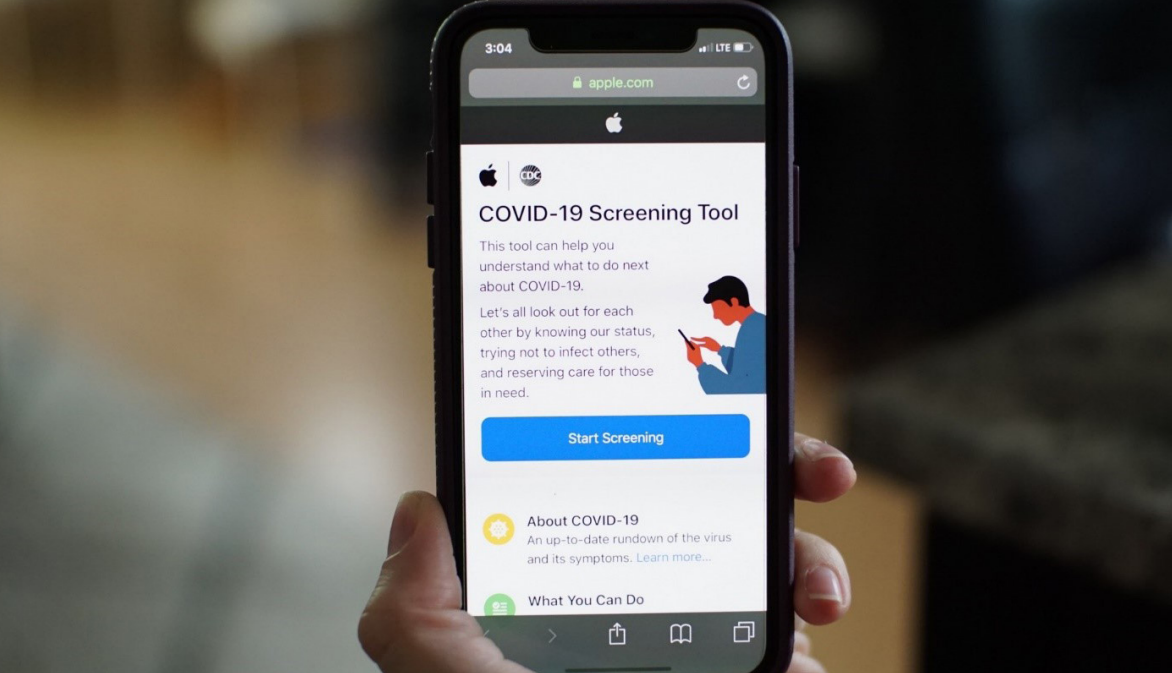 3:04
LTE
apple.com
CDC
COVID-19 Screening Tool
This tool can help you
understand what to do next
about COVID-19.
Let's all look out for each
other by knowing our status,
trying not to infect others,
and reserving care for those
in need.
Start Screening
About COVID-19
An up-to-date rundown of the virus
and its symptoms. Learn more...
What You Can Do